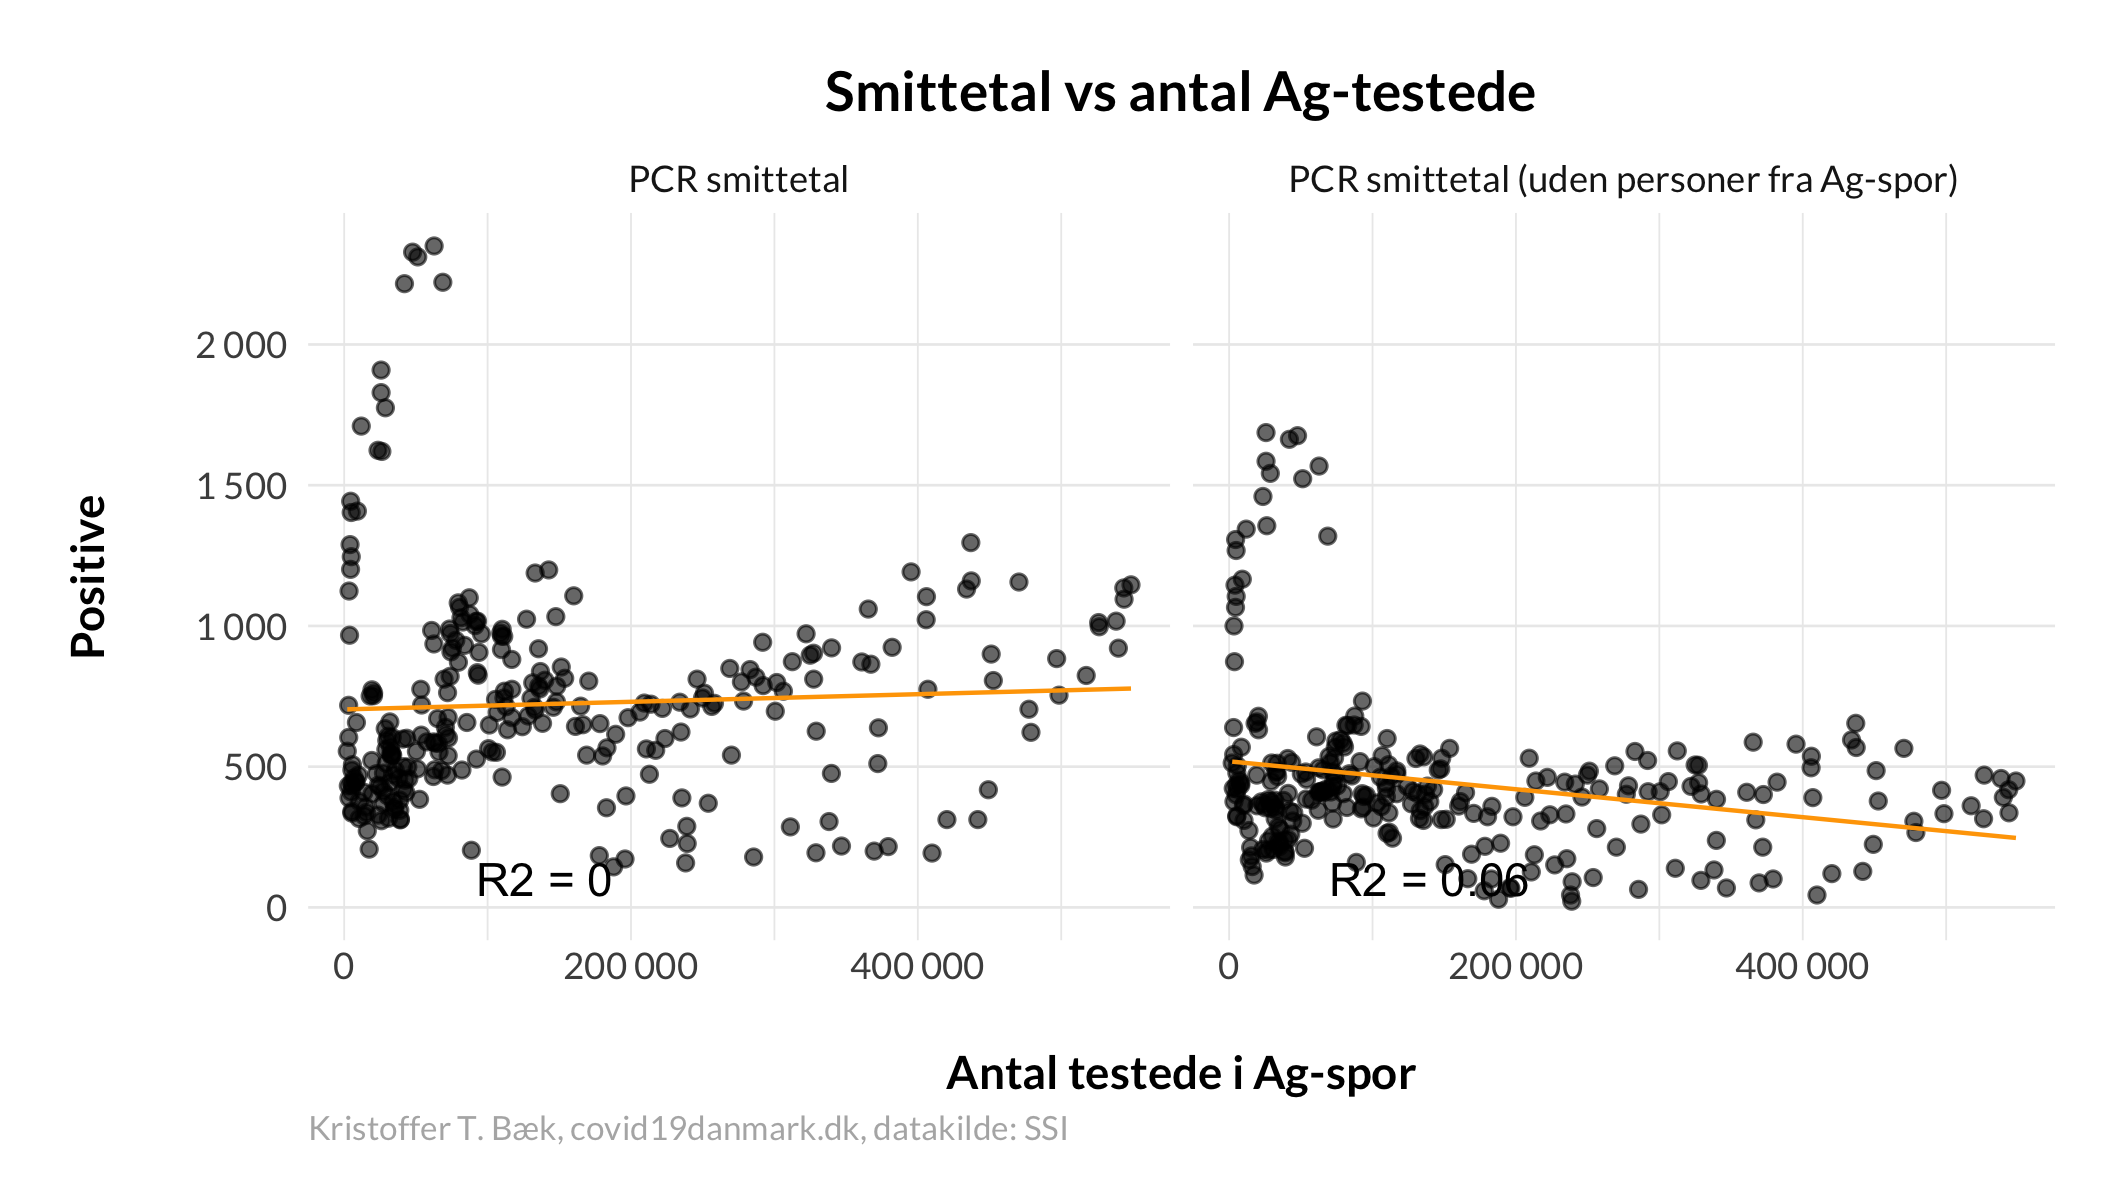 Smittetal vs antal Ag-testede
PCR smittetal
PCR smittetal (uden personer fra Ag-spor)
Positive
2 000
1 500
1 000
500
0
R2 = 0
R2 = 0.06
0
200 000
400 000
0
200 000
400 000
Antal testede i Ag-spor
Kristoffer T. Bæk, covid19danmark.dk, datakilde: SSI